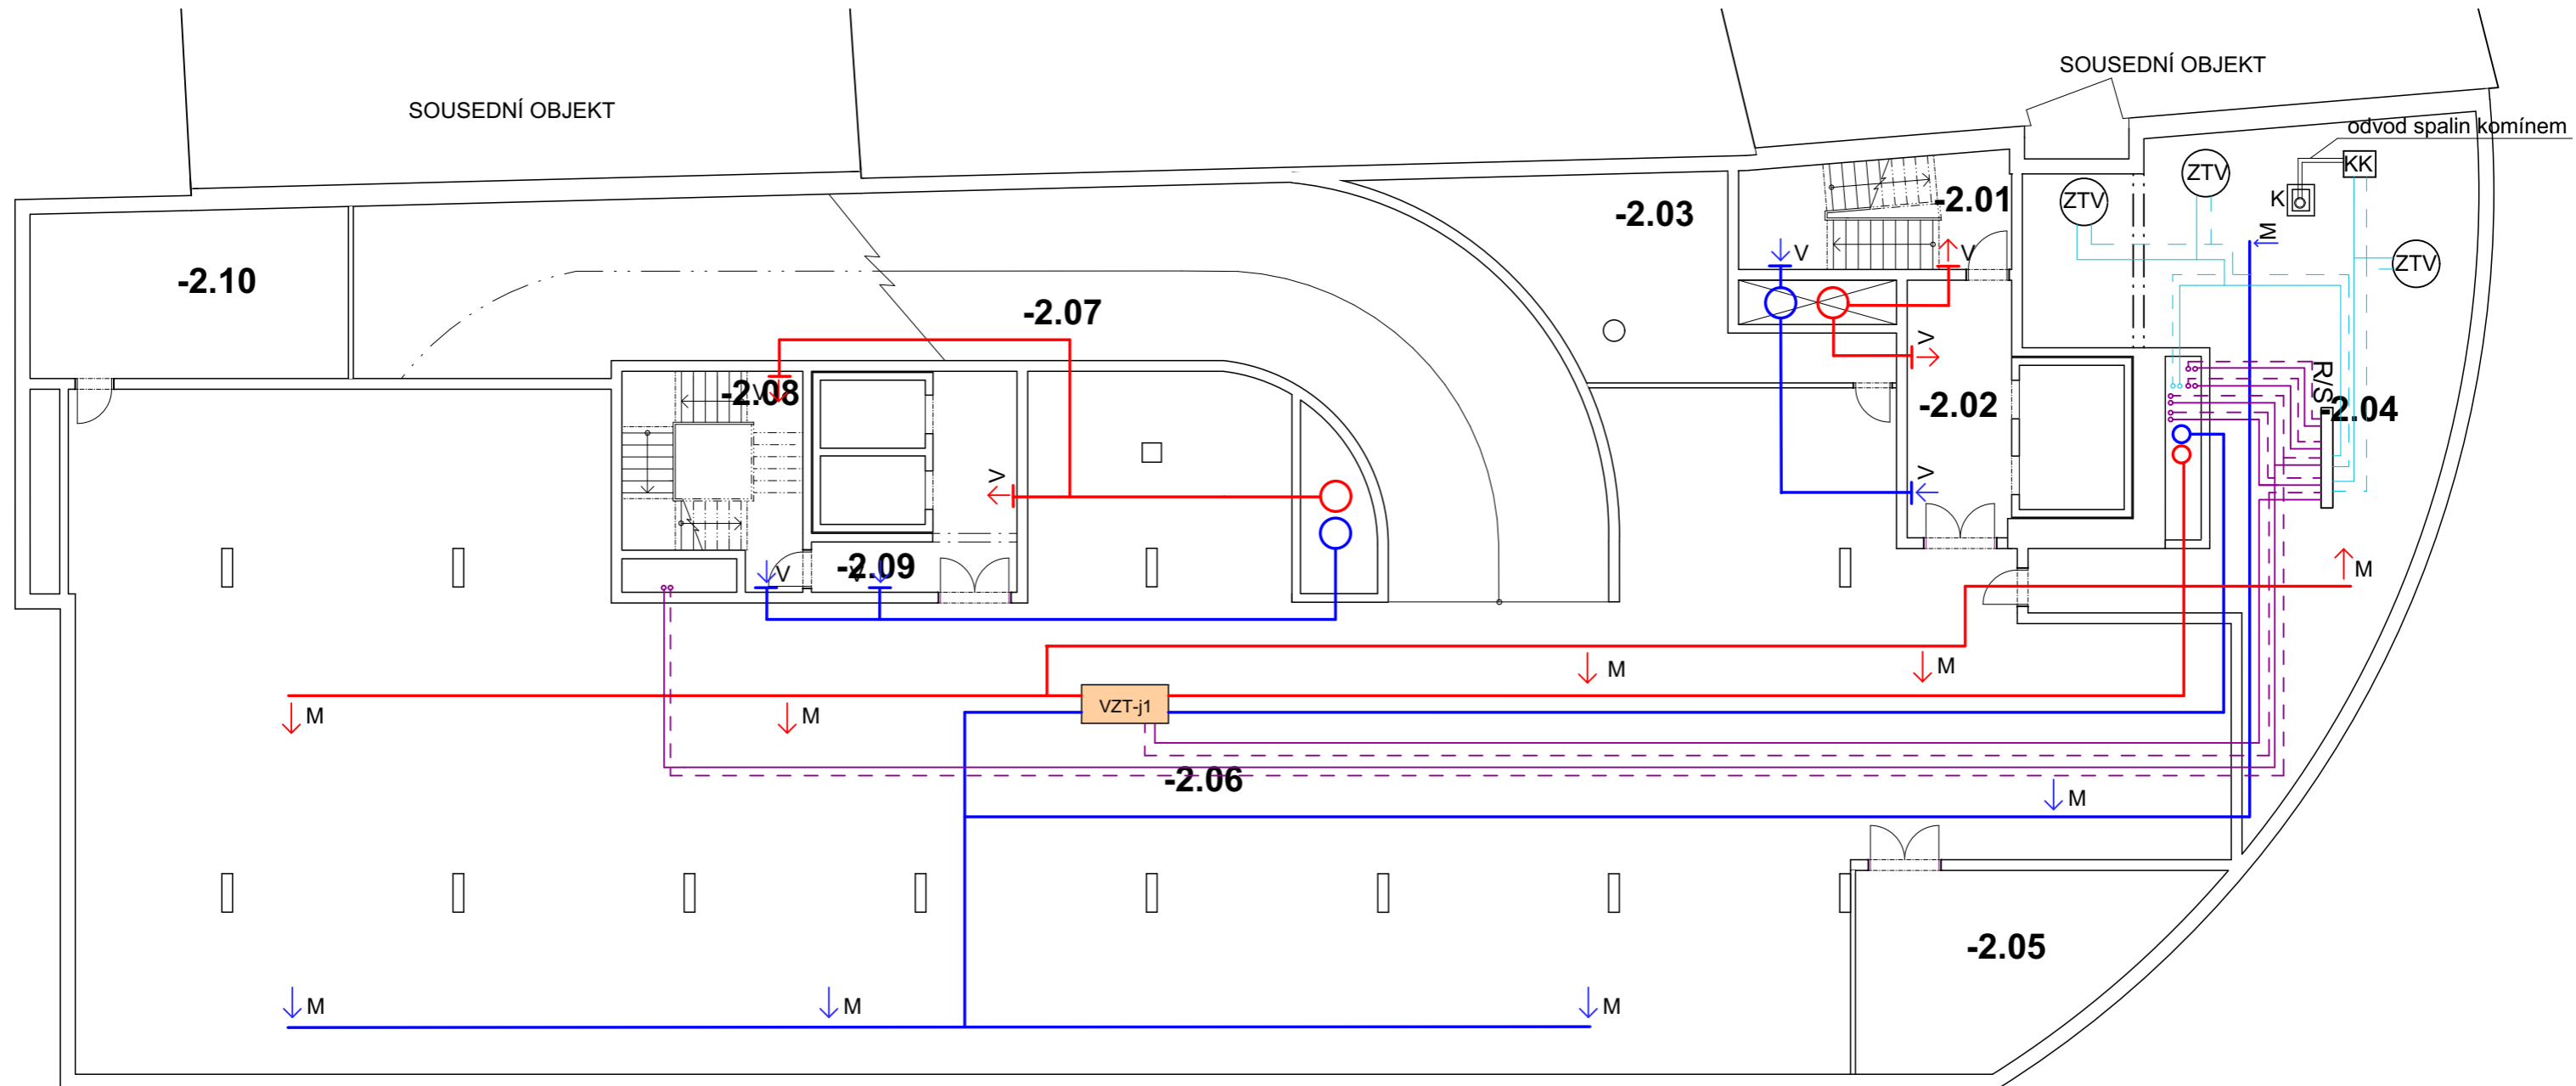 SOUSEDNÍ OBJEKT
SOUSEDNÍ OBJEKT
odvod spalin komínem
ZTV
ZTV
KK
K
-2.03
-2.01
M
ZTV
-2.10
V
V
-2.07
V
R/S
-2.08
V
-2.02
-2.04
V
V
-2.09
V
V
M
M
M
M
M
VZT-j1
-2.06
M
-2.05
M
M
M